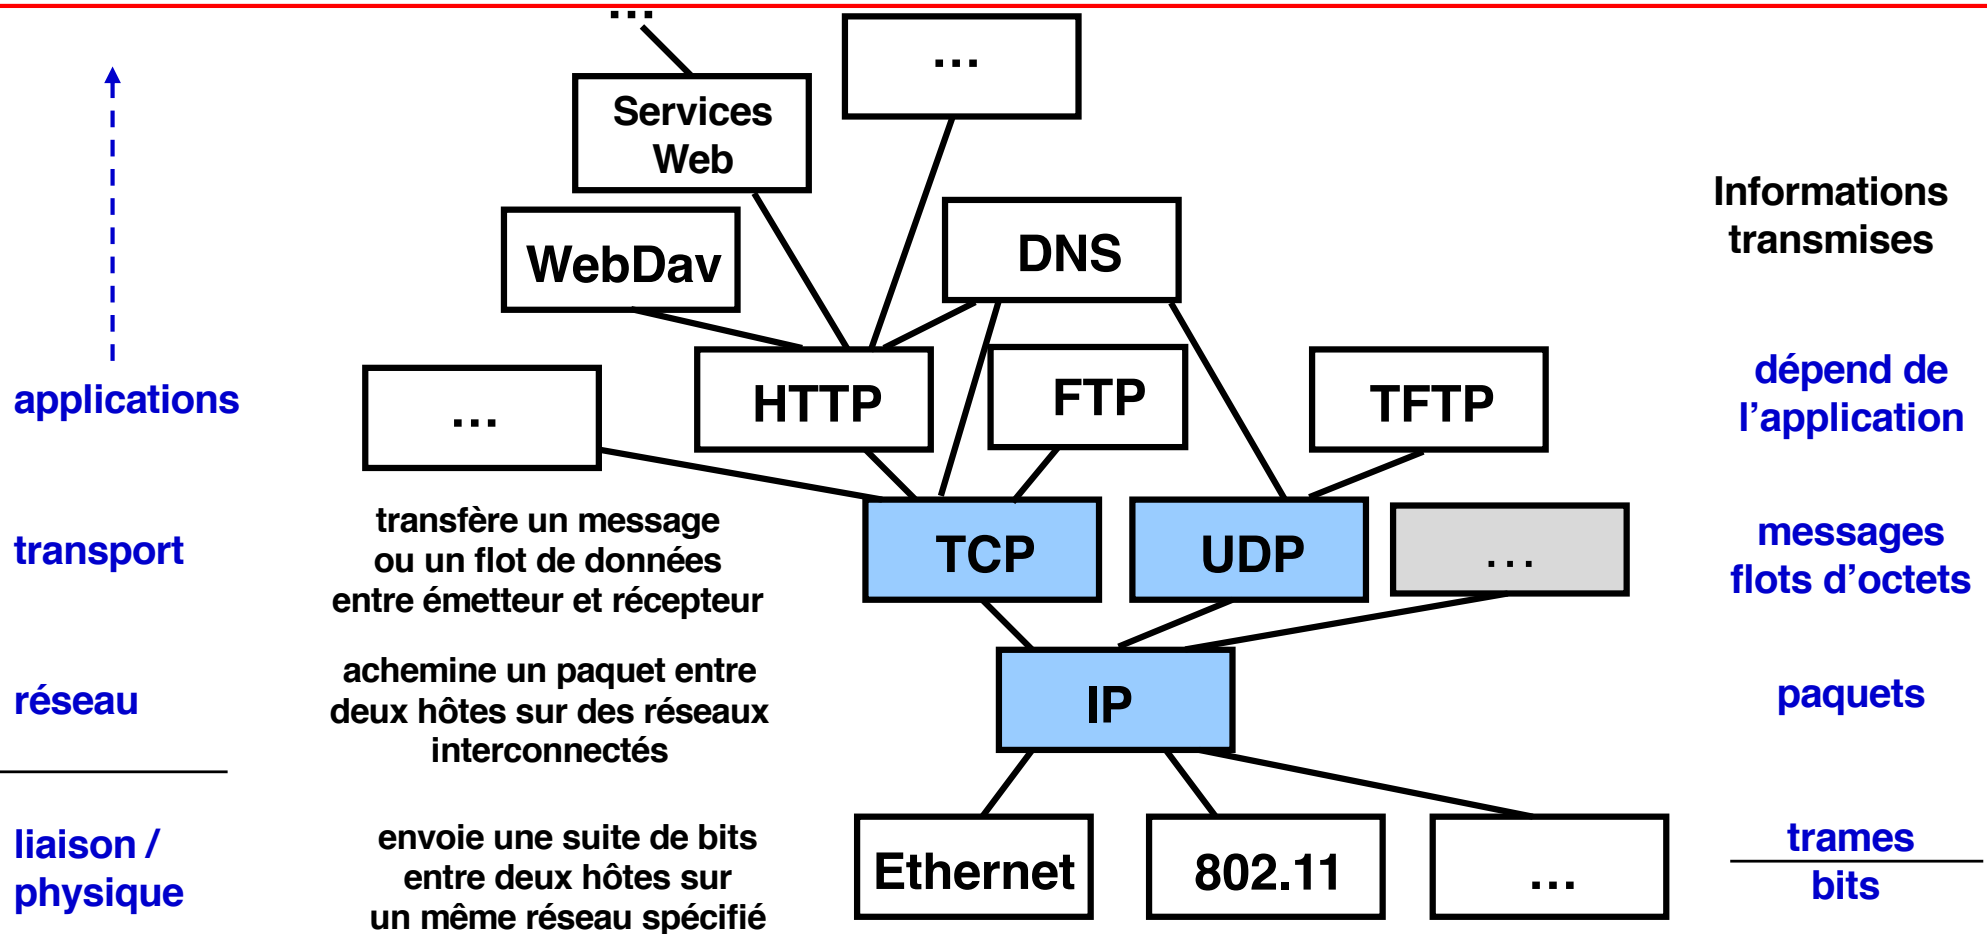 ...
...
Services
Web
WebDav
DNS
Informations
transmises
applications
...
HTTP
FTP
TFTP
dépend de
l’application
transport
transfère un message
ou un flot de données
entre émetteur et récepteur
TCP
UDP
...
messages
flots d’octets
réseau
achemine un paquet entre
deux hôtes sur des réseaux
interconnectés
IP
paquets
liaison /
physique
envoie une suite de bits
entre deux hôtes sur
un même réseau spécifié
Ethernet
802.11
...
trames
bits